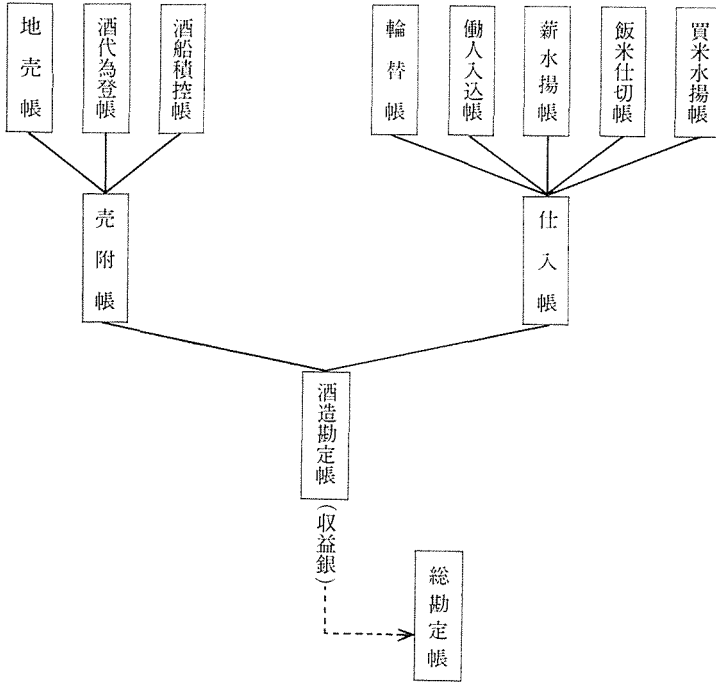 買米水揚帳
飯米仕切帳
薪水揚帳
働人入込帳
輪替帳
酒船積控帳
酒代為登帳
地売帳
仕入帳
売附帳
酒造勘定帳
(収益銀)
総勘定帳